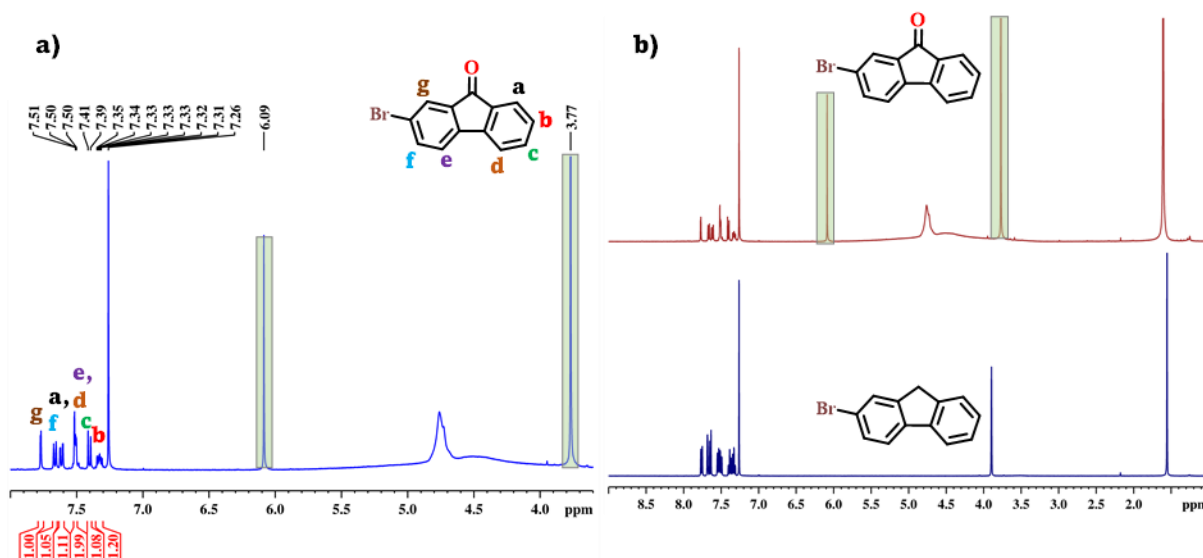 a)
7.51
7.50
7.50
7.41
7.39
7.35
7.34
7.33
7.33
7.33
7.32
7.31
7.26
6.09
3.77
O
Br
g
a
b
c
d
e
f
g
f
a,
e,
d
c
b
7.0 6.5 6.0 5.5 5.0 4.5 4.0 ppm
1.00
1.05
1.11
1.99
1.08
1.20
b)
O
Br
Br
8.5 8.0 7.5 7.0 6.5 6.0 5.5 5.0 4.5 4.0 3.5 3.0 2.5 2.0 ppm